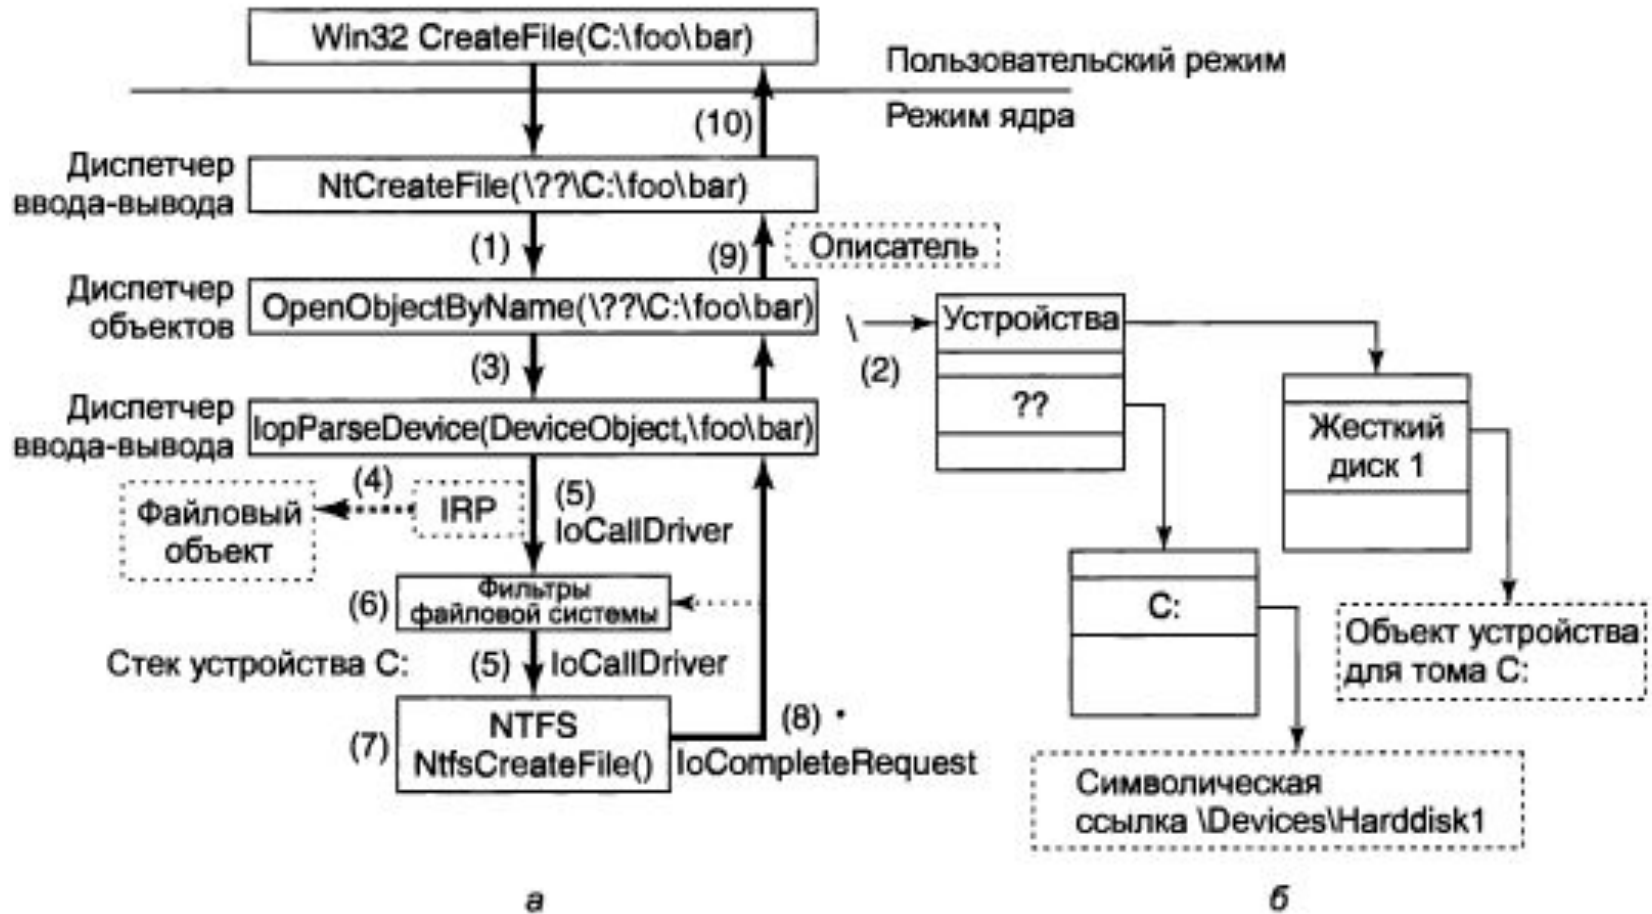 Win32 CreateFile(C:\foo\bar)
Пользовательский режим
Режим ядра
(10)
Диспетчер
ввода-вывода
NtCreateFile(\??\C:\foo\bar)
(1)
(9)
Описатель
Диспетчер
объектов
OpenObjectByName(\??\C:\foo\bar)
(3)
Диспетчер
ввода-вывода
IopParseDevice(DeviceObject,\foo\bar)
(4)
Файловый
объект
IRP
(5)
IoCallDriver
(6)
Фильтры
файловой системы
Стек устройства C:
(5)
IoCallDriver
(7)
NTFS
NtfsCreateFile()
(8)
IoCompleteRequest
а
\
(2)
Устройства
??
Жесткий
диск 1
C:
Объект устройства
для тома C:
Символическая
ссылка \Devices\Harddisk1
б